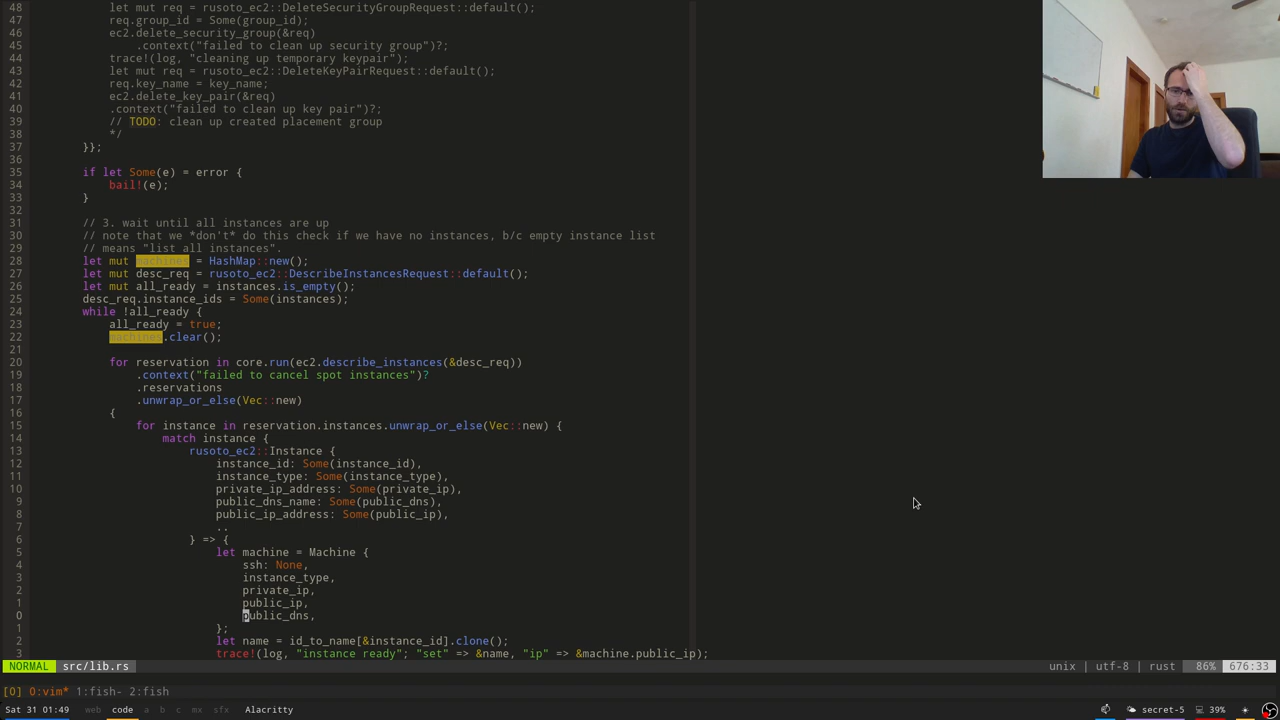 48             let mut req = rusoto_ec2::DeleteSecurityGroupRequest::default();
47             req.group_id = Some(group_id);
46             ec2.delete_security_group(&req)
45                 .context("failed to clean up security group")?;
44             trace!(log, "cleaning up temporary keypair");
43             let mut req = rusoto_ec2::DeleteKeyPairRequest::default();
42             req.key_name = key_name;
41             ec2.delete_key_pair(&req)
40             .context("failed to clean up key pair")?;
39             // TODO: clean up created placement group
38             */
37         }};
36
35         if let Some(e) = error {
34             bail!(e);
33         }
32
31         // 3. wait until all instances are up
30         // note that we *don't* do this check if we have no instances, b/c empty instance list
29         // means "list all instances".
28         let mut machines = HashMap::new();
27         let mut desc_req = rusoto_ec2::DescribeInstancesRequest::default();
26         let mut all_ready = instances.is_empty();
25         desc_req.instance_ids = Some(instances);
24         while !all_ready {
23             all_ready = true;
22             machines.clear();
21
20             for reservation in core.run(ec2.describe_instances(&desc_req))
19                 .context("failed to cancel spot instances")?
18                 .reservations
17                 .unwrap_or_else(Vec::new)
16             {
15                 for instance in reservation.instances.unwrap_or_else(Vec::new) {
14                     match instance {
13                         rusoto_ec2::Instance {
12                             instance_id: Some(instance_id),
11                             instance_type: Some(instance_type),
10                             private_ip_address: Some(private_ip),
9                             public_dns_name: Some(public_dns),
8                             public_ip_address: Some(public_ip),
7                             ..
6                         } => {
5                             let machine = Machine {
4                                 ssh: None,
3                                 instance_type,
2                                 private_ip,
1                                 public_ip,
0                                 public_dns,
1                             };
2                             let name = id_to_name[&instance_id].clone();
3                             trace!(log, "instance ready"; "set" => &name, "ip" => &machine.public_ip);
NORMAL src/lib.rs unix | utf-8 | rust 86% 676:33
[0] 0:vim* 1:fish- 2:fish
Sat 31 01:49 web code a b c mx sfx Alacritty secret-5 39%